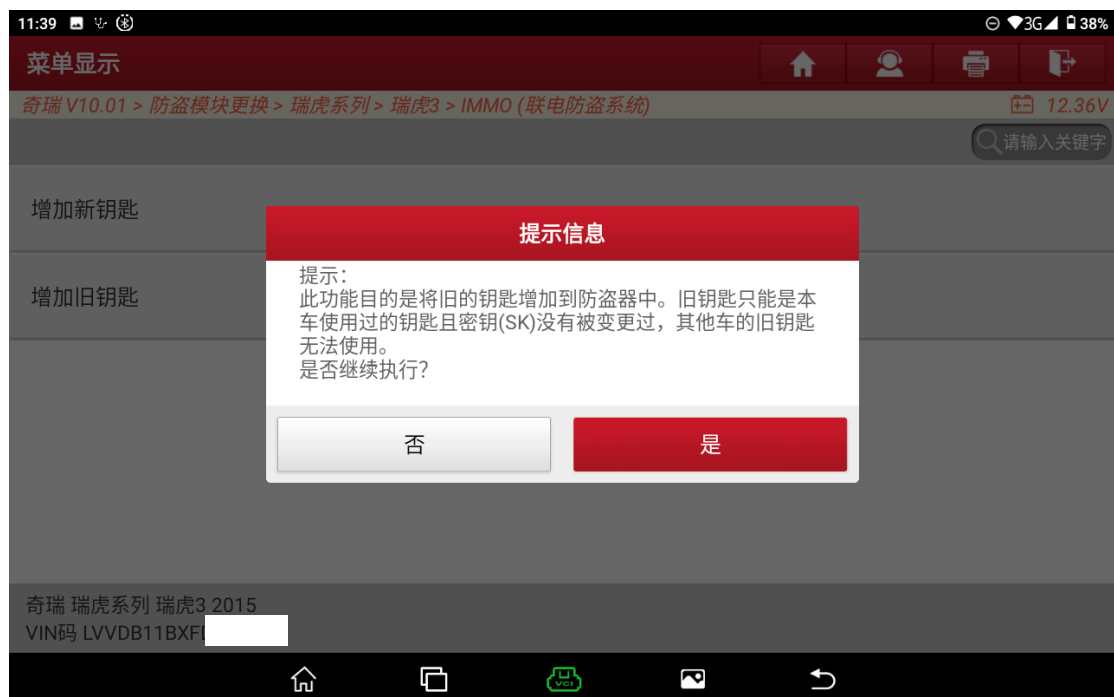 11:39 3G 38%
菜单显示
奇瑞 V10.01 > 防盗模块更换 > 瑞虎系列 > 瑞虎3 > IMMO (联电防盗系统) 12.36V
请输入关键字
增加新钥匙
增加旧钥匙
提示信息
提示：
此功能目的是将旧的钥匙增加到防盗器中。旧钥匙只能是本
车使用过的钥匙且密钥(SK)没有被变更过，其他车的旧钥匙
无法使用。
是否继续执行？
否 是
奇瑞 瑞虎系列 瑞虎3 2015
VIN码 LVVDB11BXF
VCI